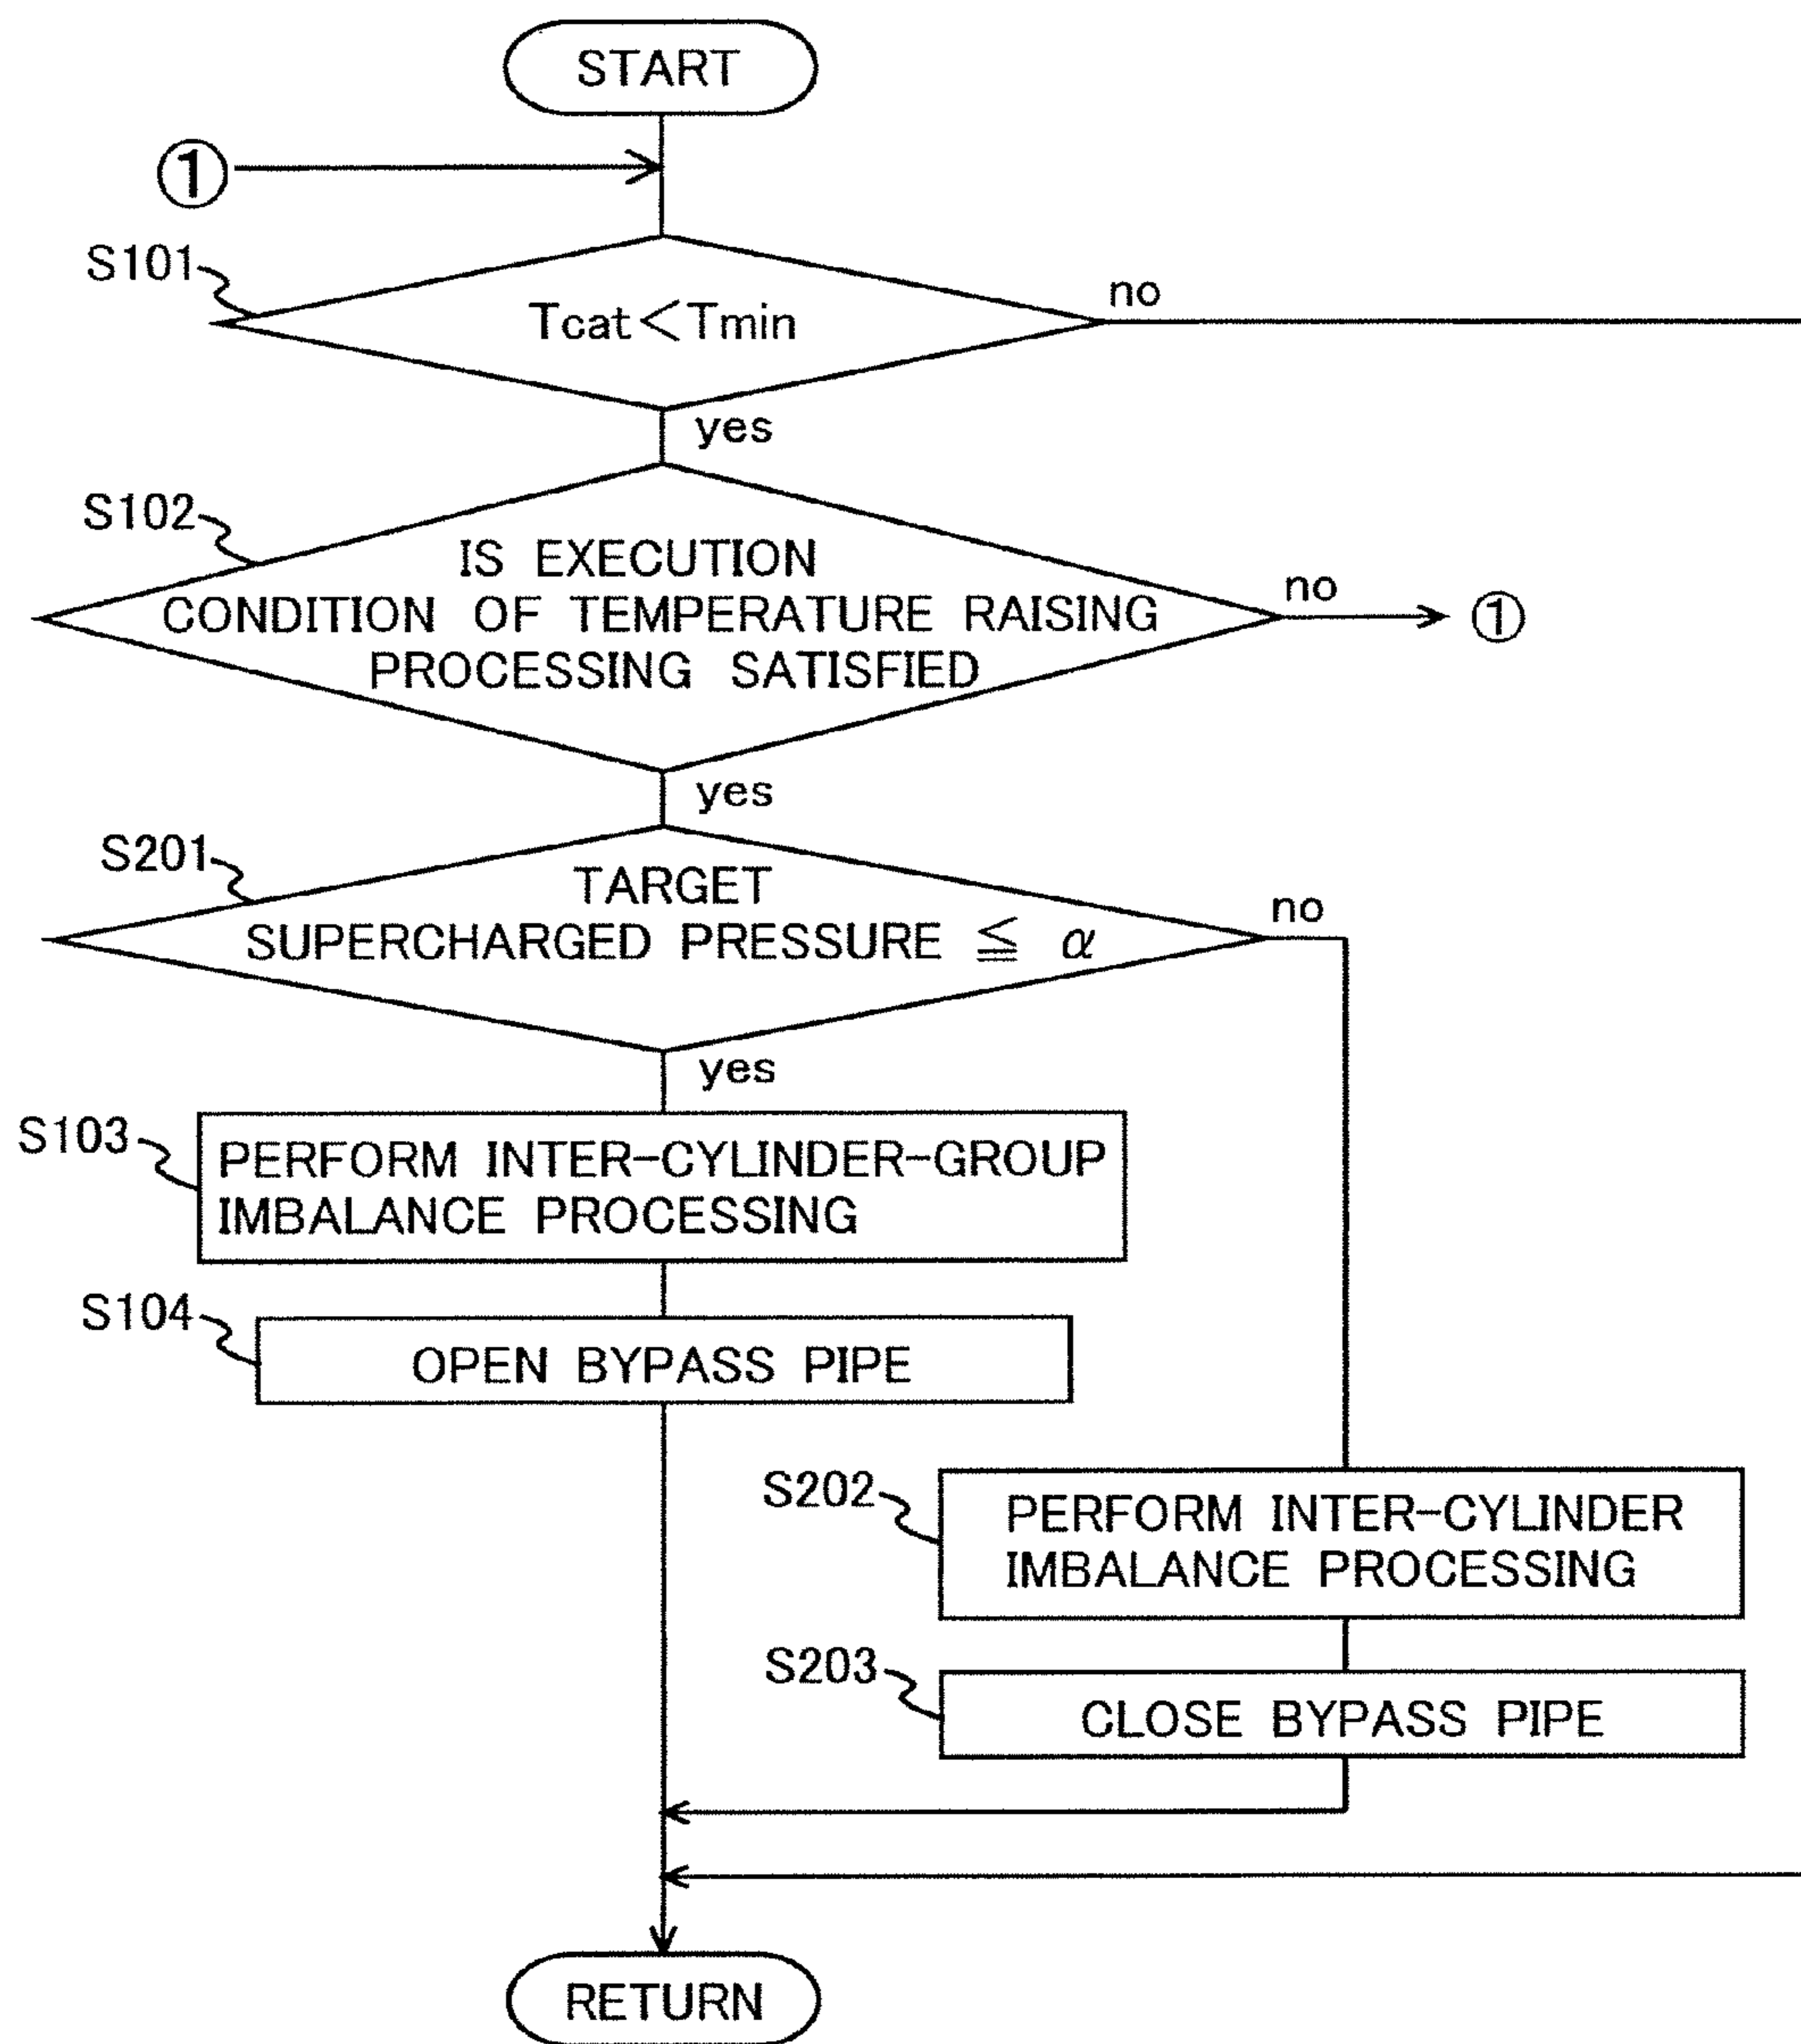 START
①
S101
Tcat<Tmin
no
yes
S102
IS EXECUTION
CONDITION OF TEMPERATURE RAISING
PROCESSING SATISFIED
no
①
yes
S201
TARGET
SUPERCHARGED PRESSURE ≦ α
no
yes
S103
PERFORM INTER-CYLINDER-GROUP
IMBALANCE PROCESSING
S104
OPEN BYPASS PIPE
S202
PERFORM INTER-CYLINDER
IMBALANCE PROCESSING
S203
CLOSE BYPASS PIPE
RETURN